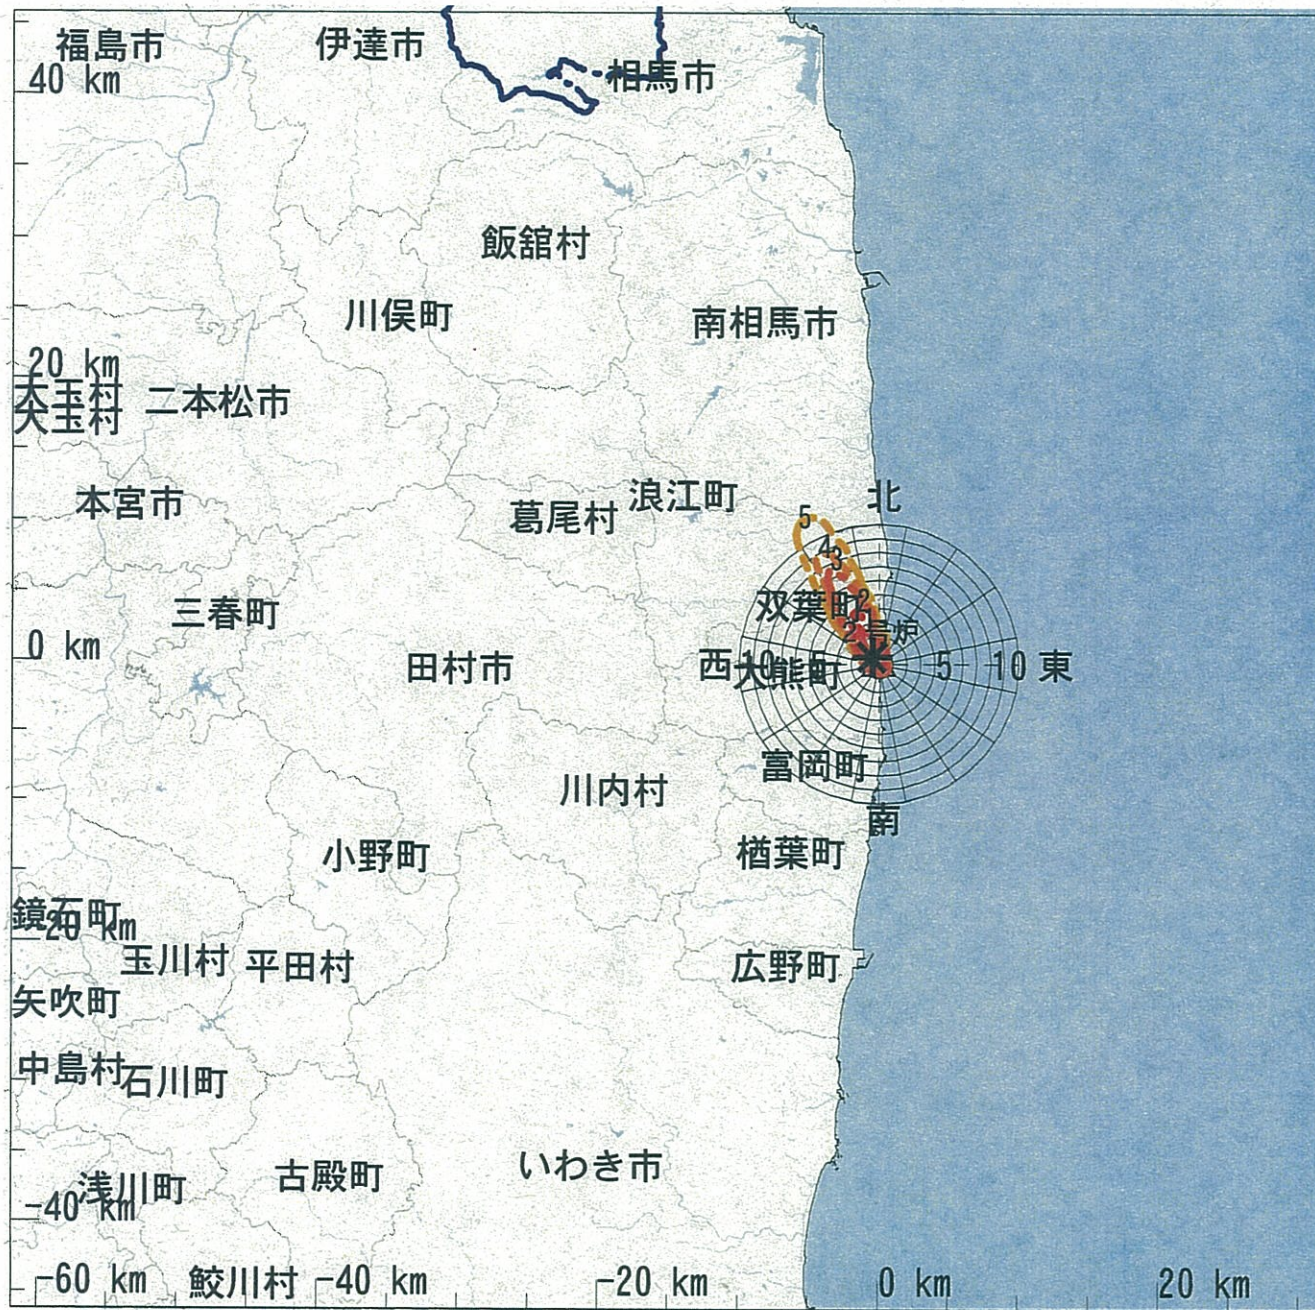 福島市
伊達市
40 km
相馬市
飯舘村
川俣町
南相馬市
20 km
大玉村
大玉村
二本松市
本宮市
葛尾村
浪江町
北
5
4
3
三春町
双葉町
2
1
2号炉
0 km
田村市
西
10
5
大熊町
5
10
東
富岡町
川内村
南
小野町
楢葉町
鏡石町
-20 km
玉川村
平田村
広野町
矢吹町
中島村
石川町
いわき市
古殿町
浅川町
-40 km
-60 km
鮫川村
-40 km
-20 km
0 km
20 km